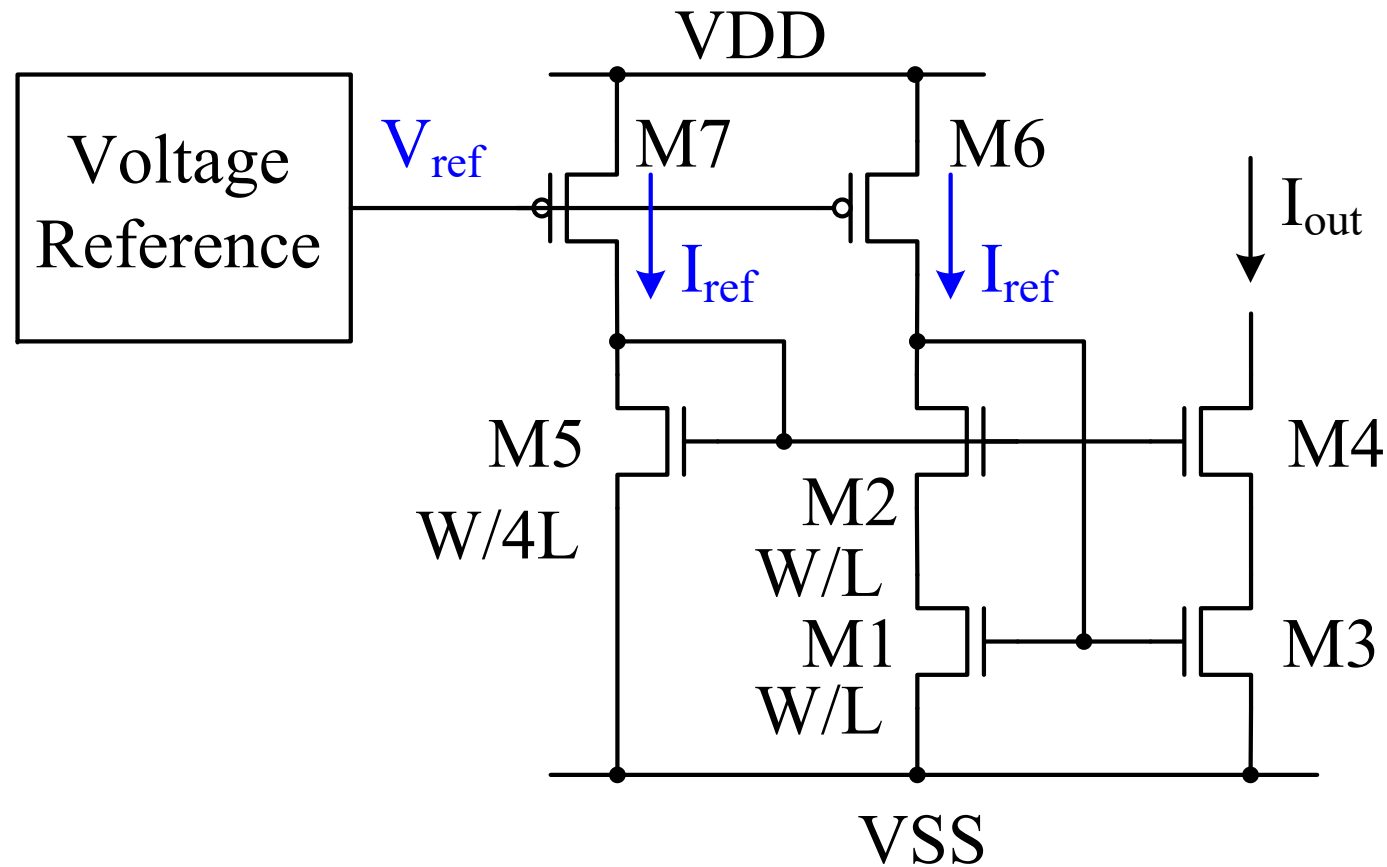 VDD
Voltage
Reference
Vref
M7
M6
Iref
Iref
Iout
M5
W/4L
M2
W/L
M4
M1
W/L
M3
VSS